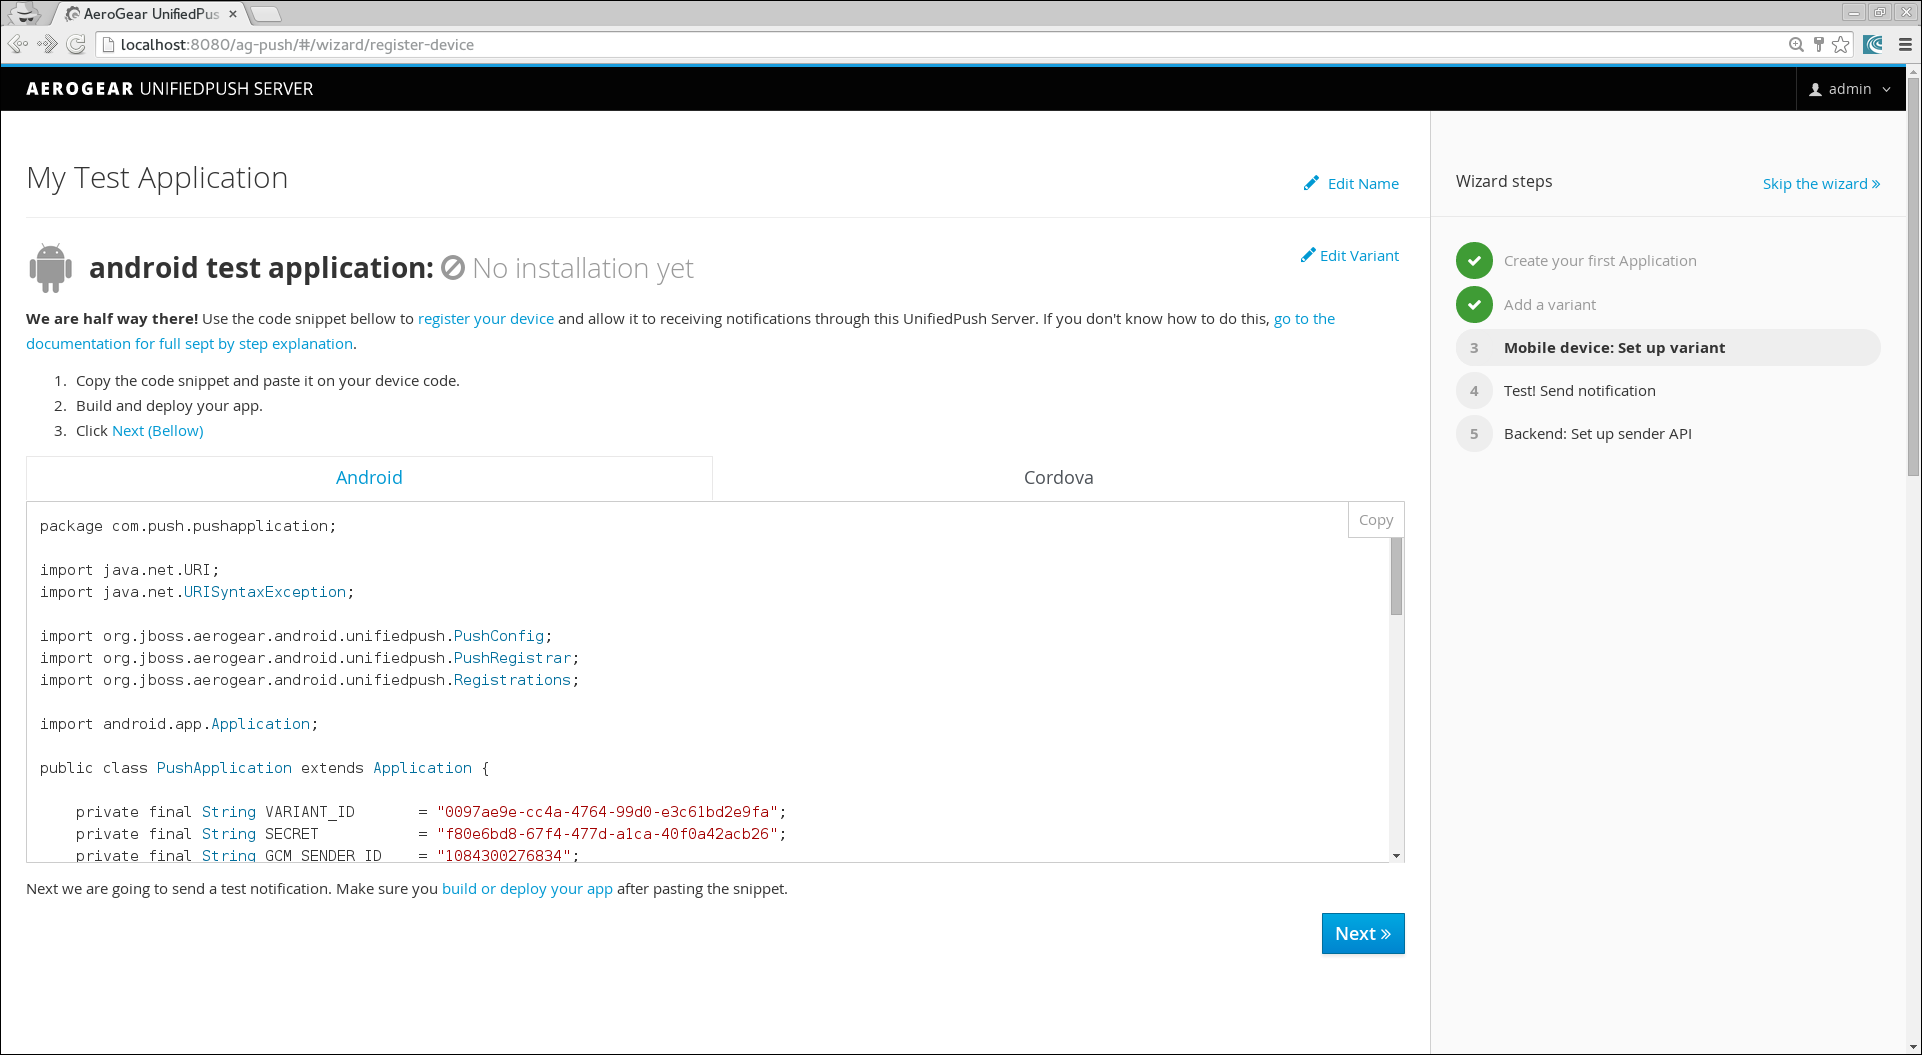 AeroGear UnifiedPus
localhost:8080/ag-push/#/wizard/register-device
AEROGEAR UNIFIEDPUSH SERVER
admin
My Test Application
Edit Name
Wizard steps
Skip the wizard »
android test application: No installation yet
Edit Variant
Create your first Application
Add a variant
3 Mobile device: Set up variant
4 Test! Send notification
5 Backend: Set up sender API
We are half way there! Use the code snippet bellow to register your device and allow it to receiving notifications through this UnifiedPush Server. If you don't know how to do this, go to the
documentation for full sept by step explanation.
1. Copy the code snippet and paste it on your device code.
2. Build and deploy your app.
3. Click Next (Bellow)
Android
Cordova
Copy
package com.push.pushapplication;
import java.net.URI;
import java.net.URISyntaxException;
import org.jboss.aerogear.android.unifiedpush.PushConfig;
import org.jboss.aerogear.android.unifiedpush.PushRegistrar;
import org.jboss.aerogear.android.unifiedpush.Registrations;
import android.app.Application;
public class PushApplication extends Application {
private final String VARIANT_ID = "0097ae9e-cc4a-4764-99d0-e3c61bd2e9fa";
private final String SECRET = "f80e6bd8-67f4-477d-a1ca-40f0a42acb26";
private final String GCM_SENDER_ID = "1084300276834";
Next we are going to send a test notification. Make sure you build or deploy your app after pasting the snippet.
Next »